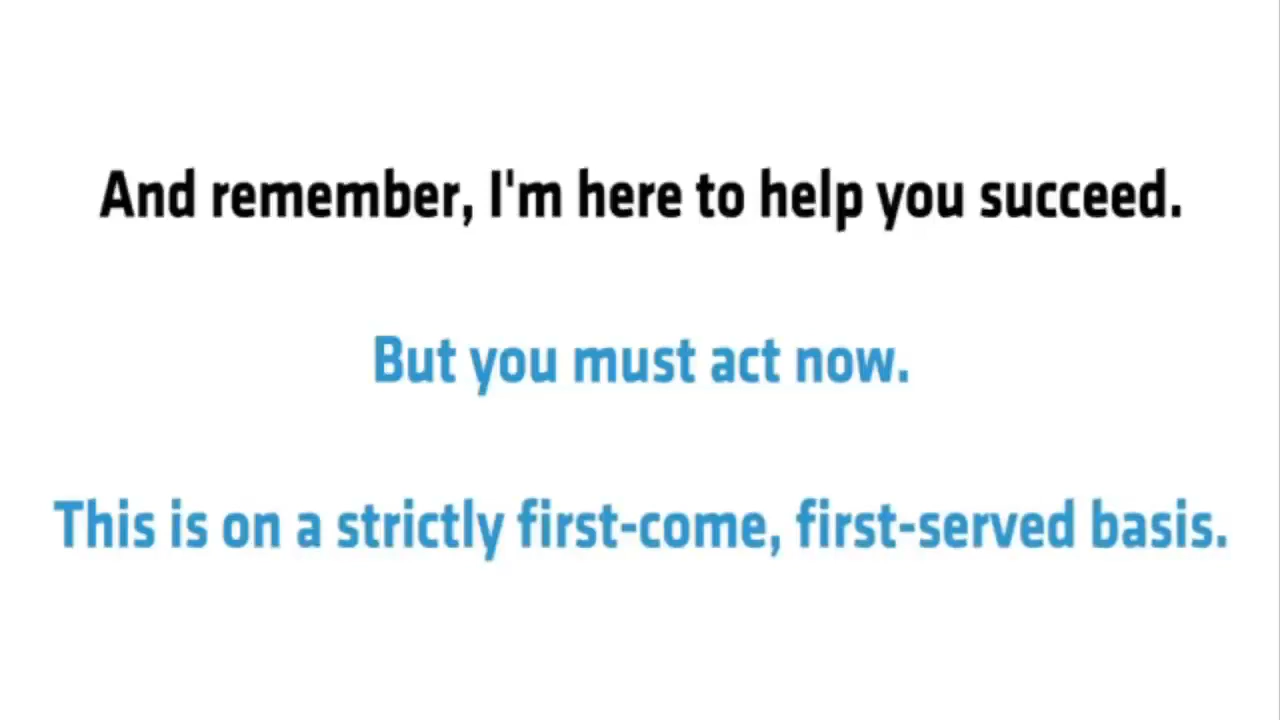 And remember, I'm here to help you succeed.
But you must act now.
This is on a strictly first-come, first-served basis.